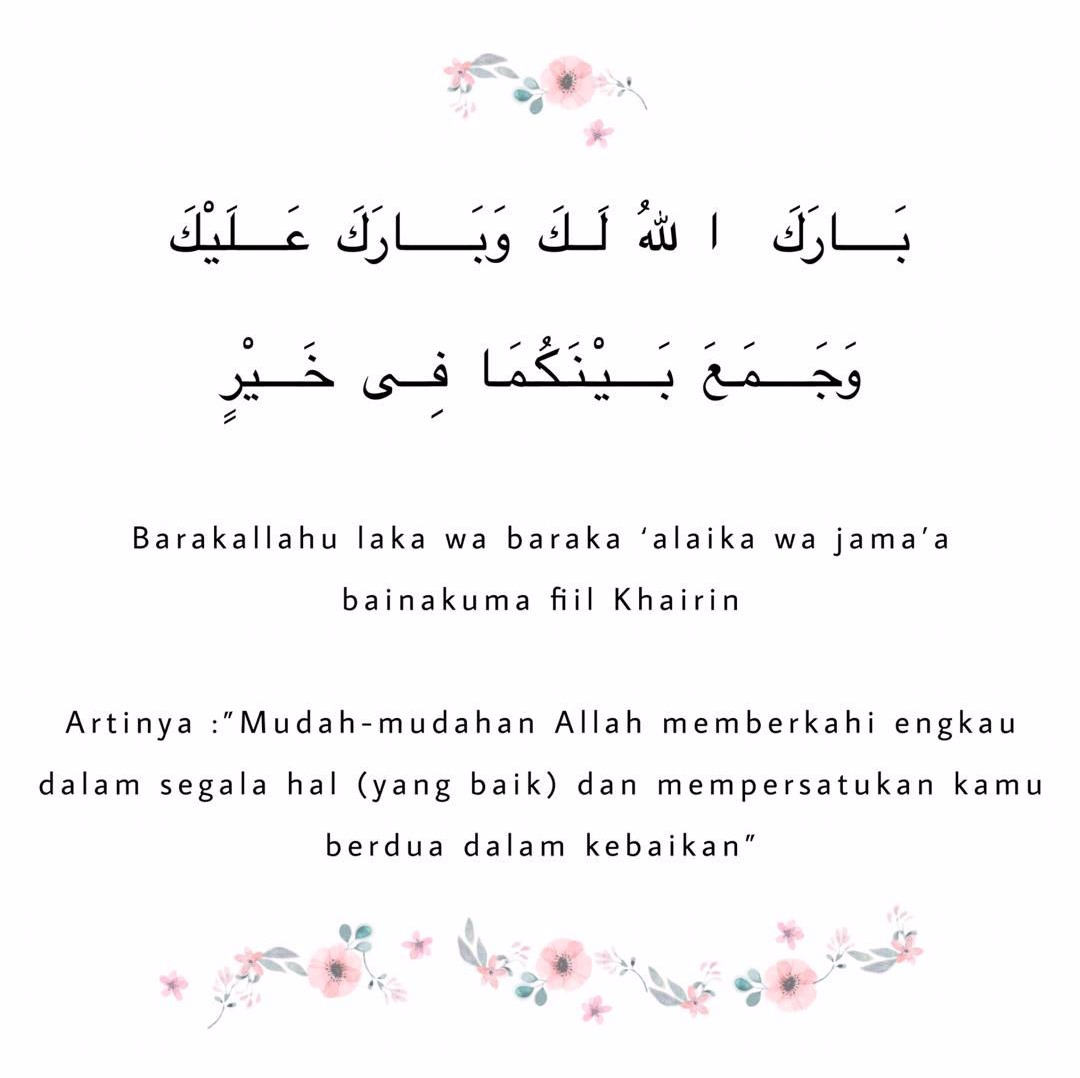 بَـــارَكَ ا للهُ لَـكَ وَبَـــارَكَ عَـــلَيْكَ
وَجَـــمَـعَ بَـــيْنَكُمَا فِـى خَـــيْرٍ
Barakallahu laka wa baraka ‘alaika wa jama’a
bainakuma fiil Khairin
Artinya :"Mudah-mudahan Allah memberkahi engkau
dalam segala hal (yang baik) dan mempersatukan kamu
berdua dalam kebaikan"